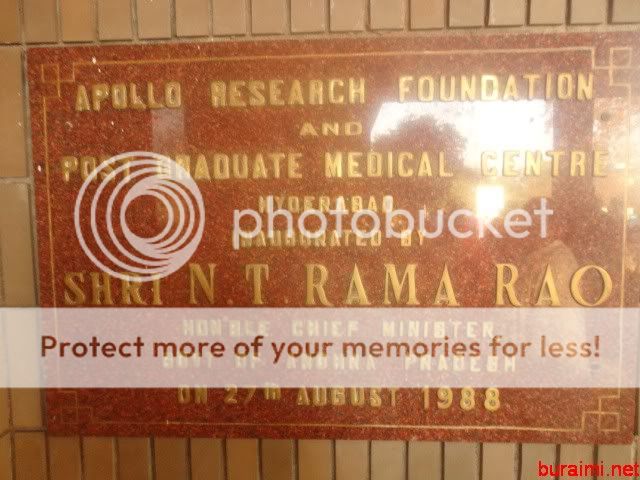 APOLLO RESEARCH FOUNDATION
AND
POST GRADUATE MEDICAL CENTRE
HYDERABAD
INAUGURATED BY
photobucket
SHRI N.T. RAMA RAO
HON'BLE CHIEF MINISTER
Protect more of your memories for less!
GOVT OF ANDHRA PRADESH
ON 27TH AUGUST 1988
buraimi.net